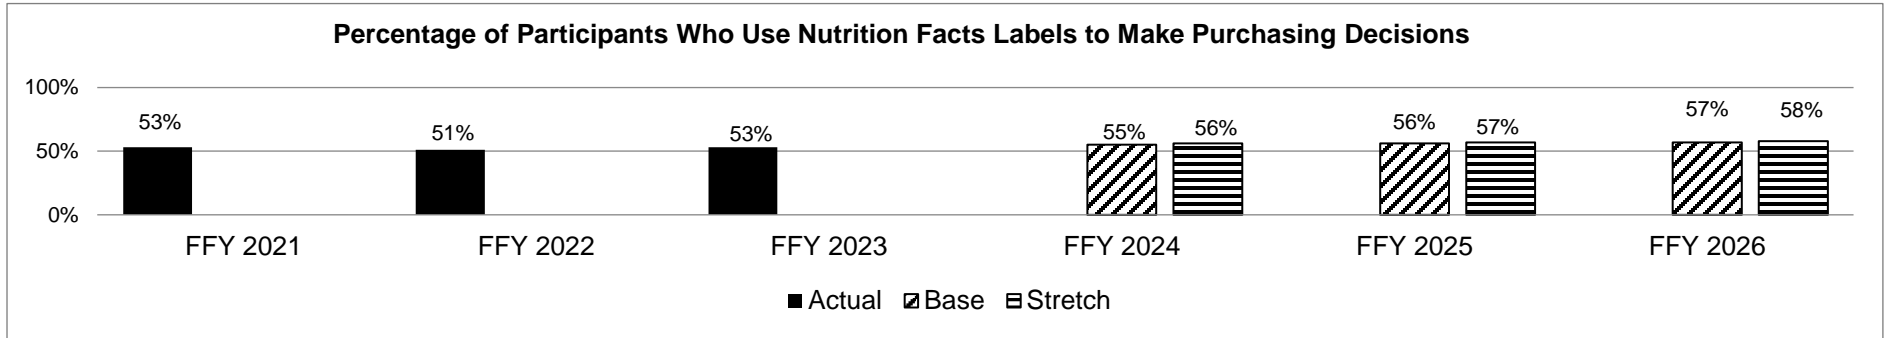 Percentage of Participants Who Use Nutrition Facts Labels to Make Purchasing Decisions
100%
50%
0%
53%
51%
53%
55%
56%
56%
57%
57%
58%
FFY 2021
FFY 2022
FFY 2023
FFY 2024
FFY 2025
FFY 2026
Actual
Base
Stretch